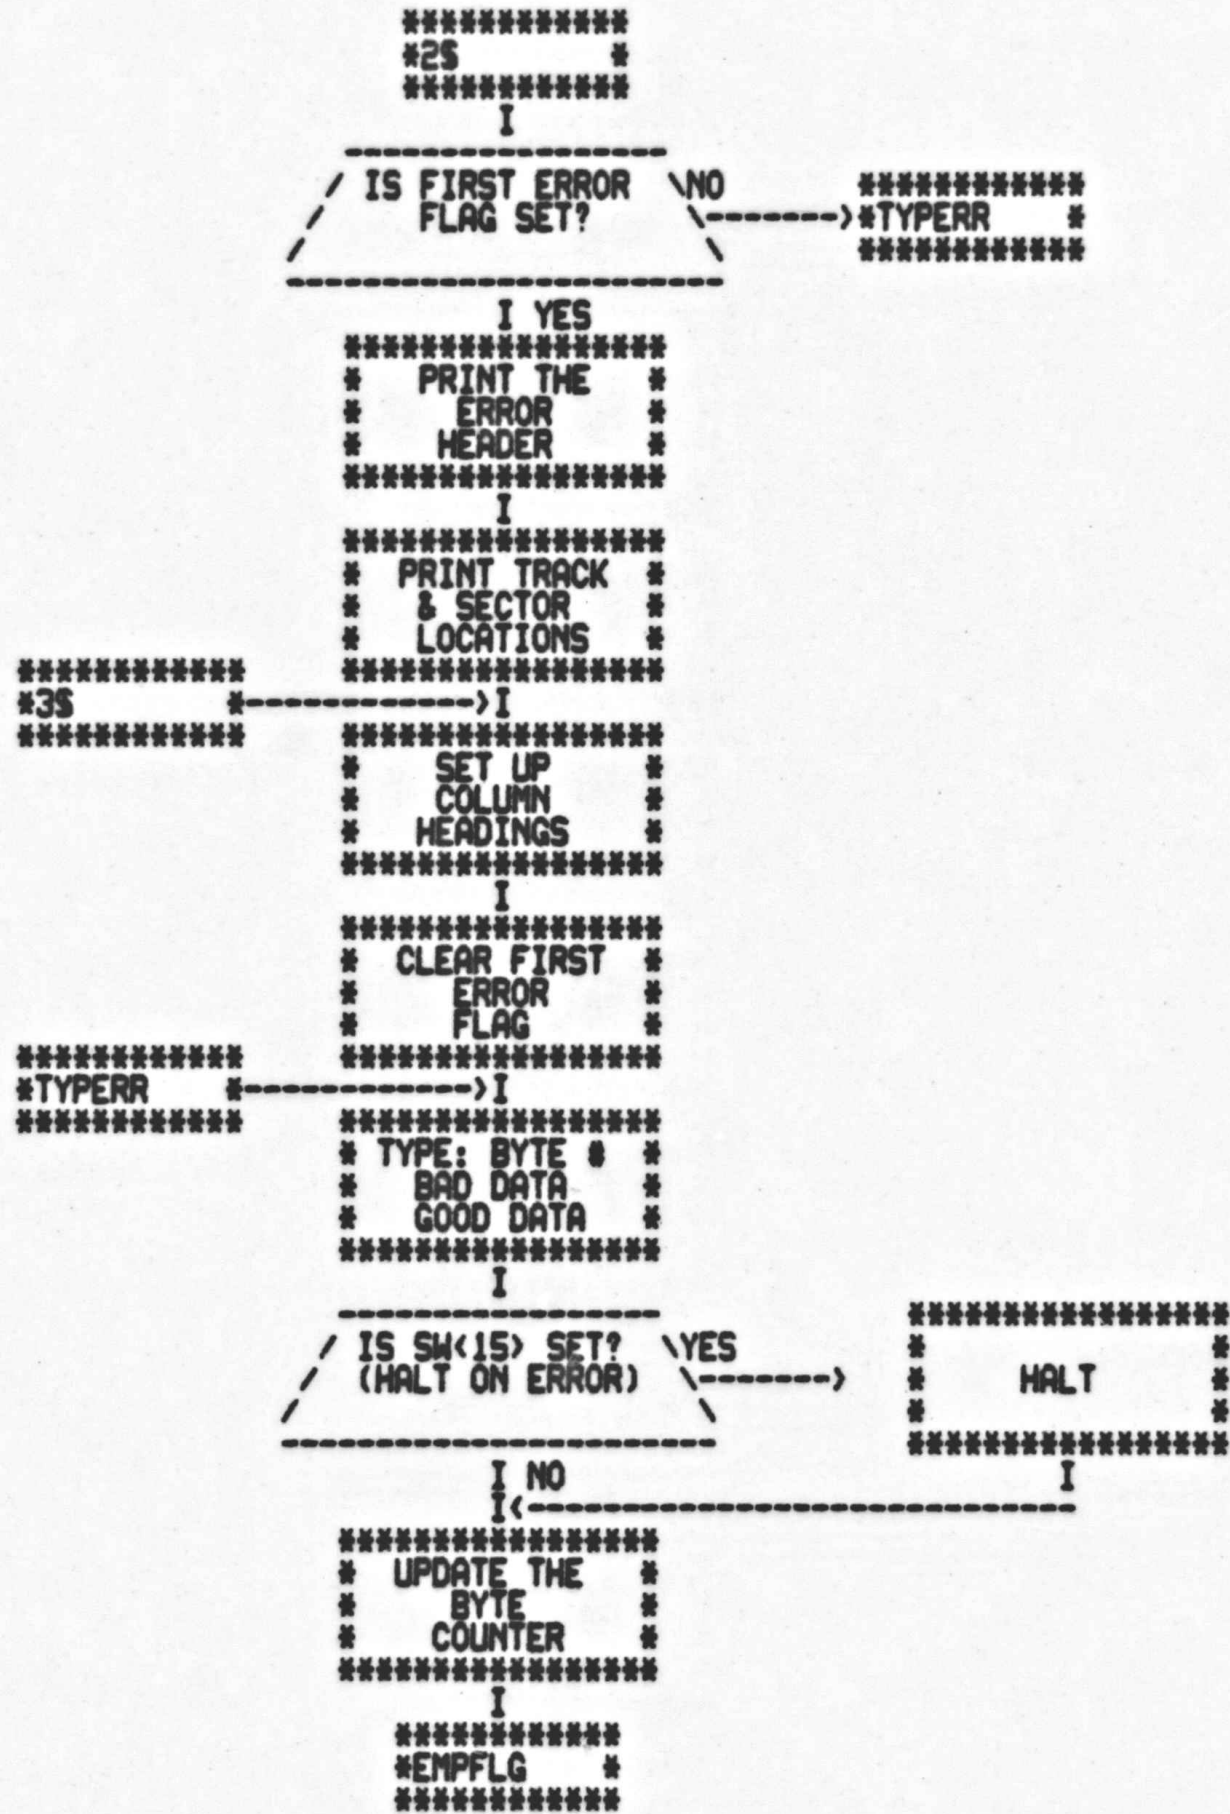 2$
IS FIRST ERROR NO
FLAG SET? TYPERR
YES
PRINT THE
ERROR
HEADER
PRINT TRACK
& SECTOR
LOCATIONS
3$
SET UP
COLUMN
HEADINGS
CLEAR FIRST
ERROR
FLAG
TYPERR
TYPE: BYTE #
BAD DATA
GOOD DATA
IS SW<15> SET? YES
(HALT ON ERROR) HALT
NO
UPDATE THE
BYTE
COUNTER
EMPFLG